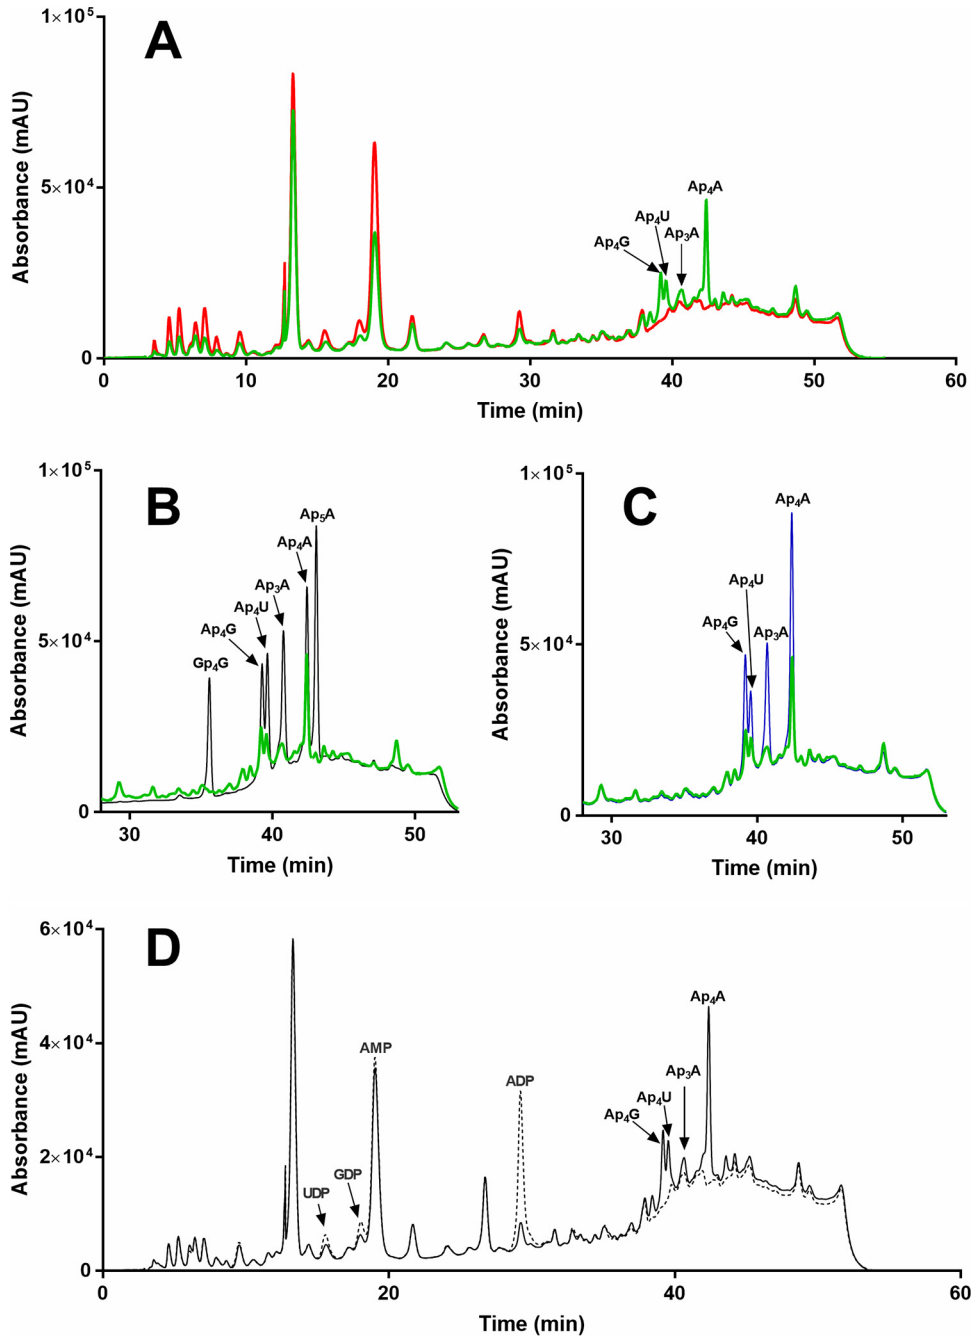 A
1×10⁵
5×10⁴
0
Absorbance (mAU)
Ap₄A
Ap₄U
Ap₄G
Ap₃A
0 10 20 30 40 50 60
Time (min)
B
1×10⁵
5×10⁴
0
Absorbance (mAU)
Ap₅A
Ap₄A
Ap₃A
Ap₄U
Ap₄G
Gp₄G
30 40 50
Time (min)
C
1×10⁵
5×10⁴
0
Absorbance (mAU)
Ap₄A
Ap₄U
Ap₄G
Ap₃A
30 40 50
Time (min)
D
6×10⁴
4×10⁴
2×10⁴
0
Absorbance (mAU)
Ap₄A
AMP
ADP
Ap₃A
Ap₄U
Ap₄G
GDP
UDP
0 20 40 60
Time (min)